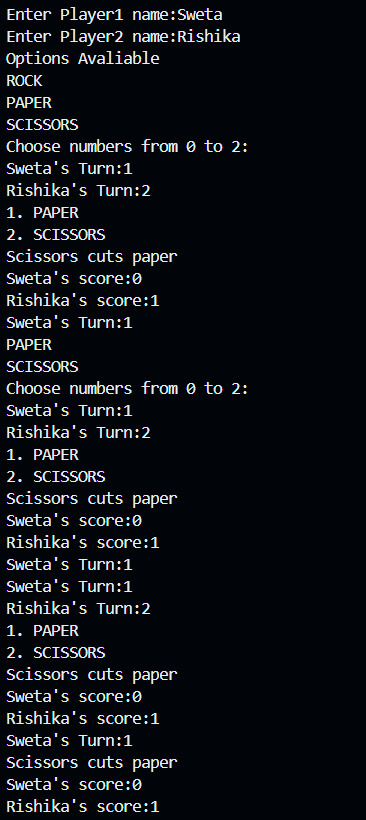 Enter Player1 name:Sweta
Enter Player2 name:Rishika
Options Avaliable
ROCK
PAPER
SCISSORS
Choose numbers from 0 to 2:
Sweta's Turn:1
Rishika's Turn:2
1. PAPER
2. SCISSORS
Scissors cuts paper
Sweta's score:0
Rishika's score:1
Sweta's Turn:1
PAPER
SCISSORS
Choose numbers from 0 to 2:
Sweta's Turn:1
Rishika's Turn:2
1. PAPER
2. SCISSORS
Scissors cuts paper
Sweta's score:0
Rishika's score:1
Sweta's Turn:1
Sweta's Turn:1
Rishika's Turn:2
1. PAPER
2. SCISSORS
Scissors cuts paper
Sweta's score:0
Rishika's score:1
Sweta's Turn:1
Scissors cuts paper
Sweta's score:0
Rishika's score:1